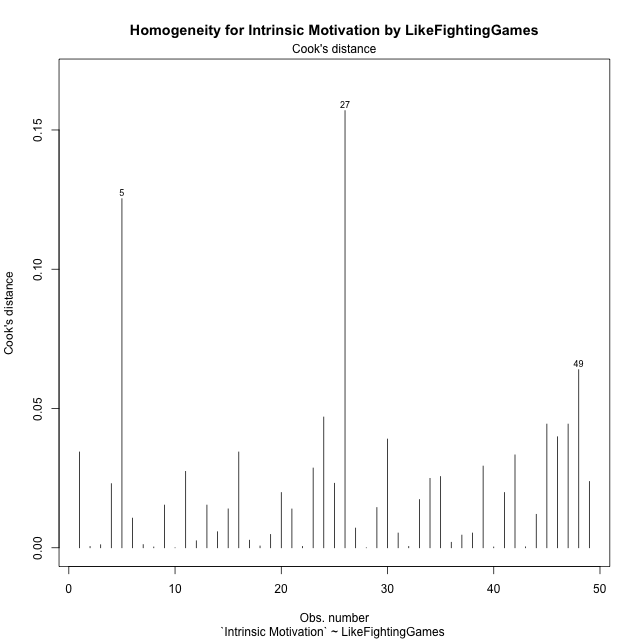 Homogeneity for Intrinsic Motivation by LikeFightingGames
Cook's distance
27
5
49
Cook's distance
0.15
0.10
0.05
0.00
0 10 20 30 40 50
Obs. number
`Intrinsic Motivation` ~ LikeFightingGames